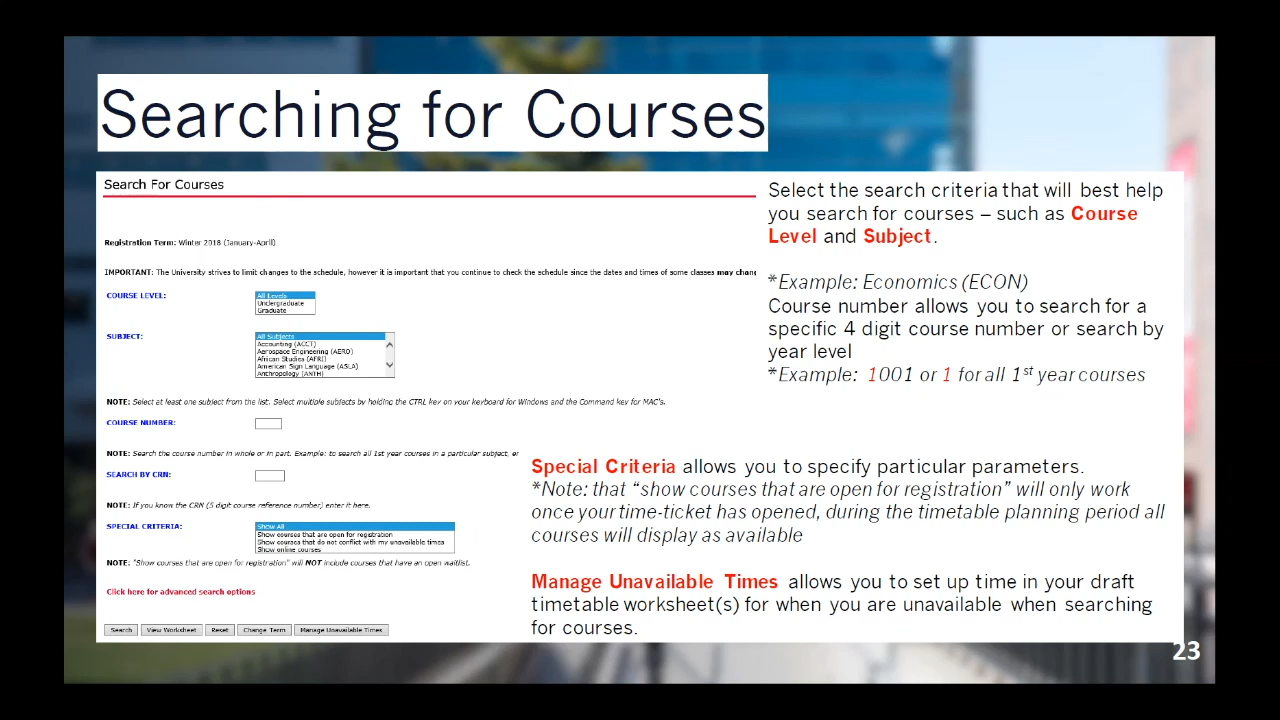 Searching for Courses
Search For Courses
Registration Term: Winter 2018 (January-April)
IMPORTANT: The University strives to limit changes to the schedule, however it is important that you continue to check the schedule since the dates and times of some classes may chang
COURSE LEVEL:
All Levels
Undergraduate
Graduate
SUBJECT:
All Subjects
Accounting (ACCT)
Aerospace Engineering (AERO)
African Studies (AFRI)
American Sign Language (ASLA)
Anthropology (ANTH)
NOTE: Select at least one subject from the list. Select multiple subjects by holding the CTRL key on your keyboard for Windows and the Command key for MAC's.
COURSE NUMBER:
NOTE: Search the course number in whole or in part. Example: to search all 1st year courses in a particular subject, er
SEARCH BY CRN:
NOTE: If you know the CRN (5 digit course reference number) enter it here.
SPECIAL CRITERIA:
Show All
Show courses that are open for registration
Show courses that do not conflict with my unavailable times
Show online courses
NOTE: "Show courses that are open for registration" will NOT include courses that have an open waitlist.
Click here for advanced search options
Search View Worksheet Reset Change Term Manage Unavailable Times
Select the search criteria that will best help
you search for courses – such as Course
Level and Subject.
*Example: Economics (ECON)
Course number allows you to search for a
specific 4 digit course number or search by
year level
*Example: 1001 or 1 for all 1st year courses
Special Criteria allows you to specify particular parameters.
*Note: that “show courses that are open for registration” will only work
once your time-ticket has opened, during the timetable planning period all
courses will display as available
Manage Unavailable Times allows you to set up time in your draft
timetable worksheet(s) for when you are unavailable when searching
for courses.
23